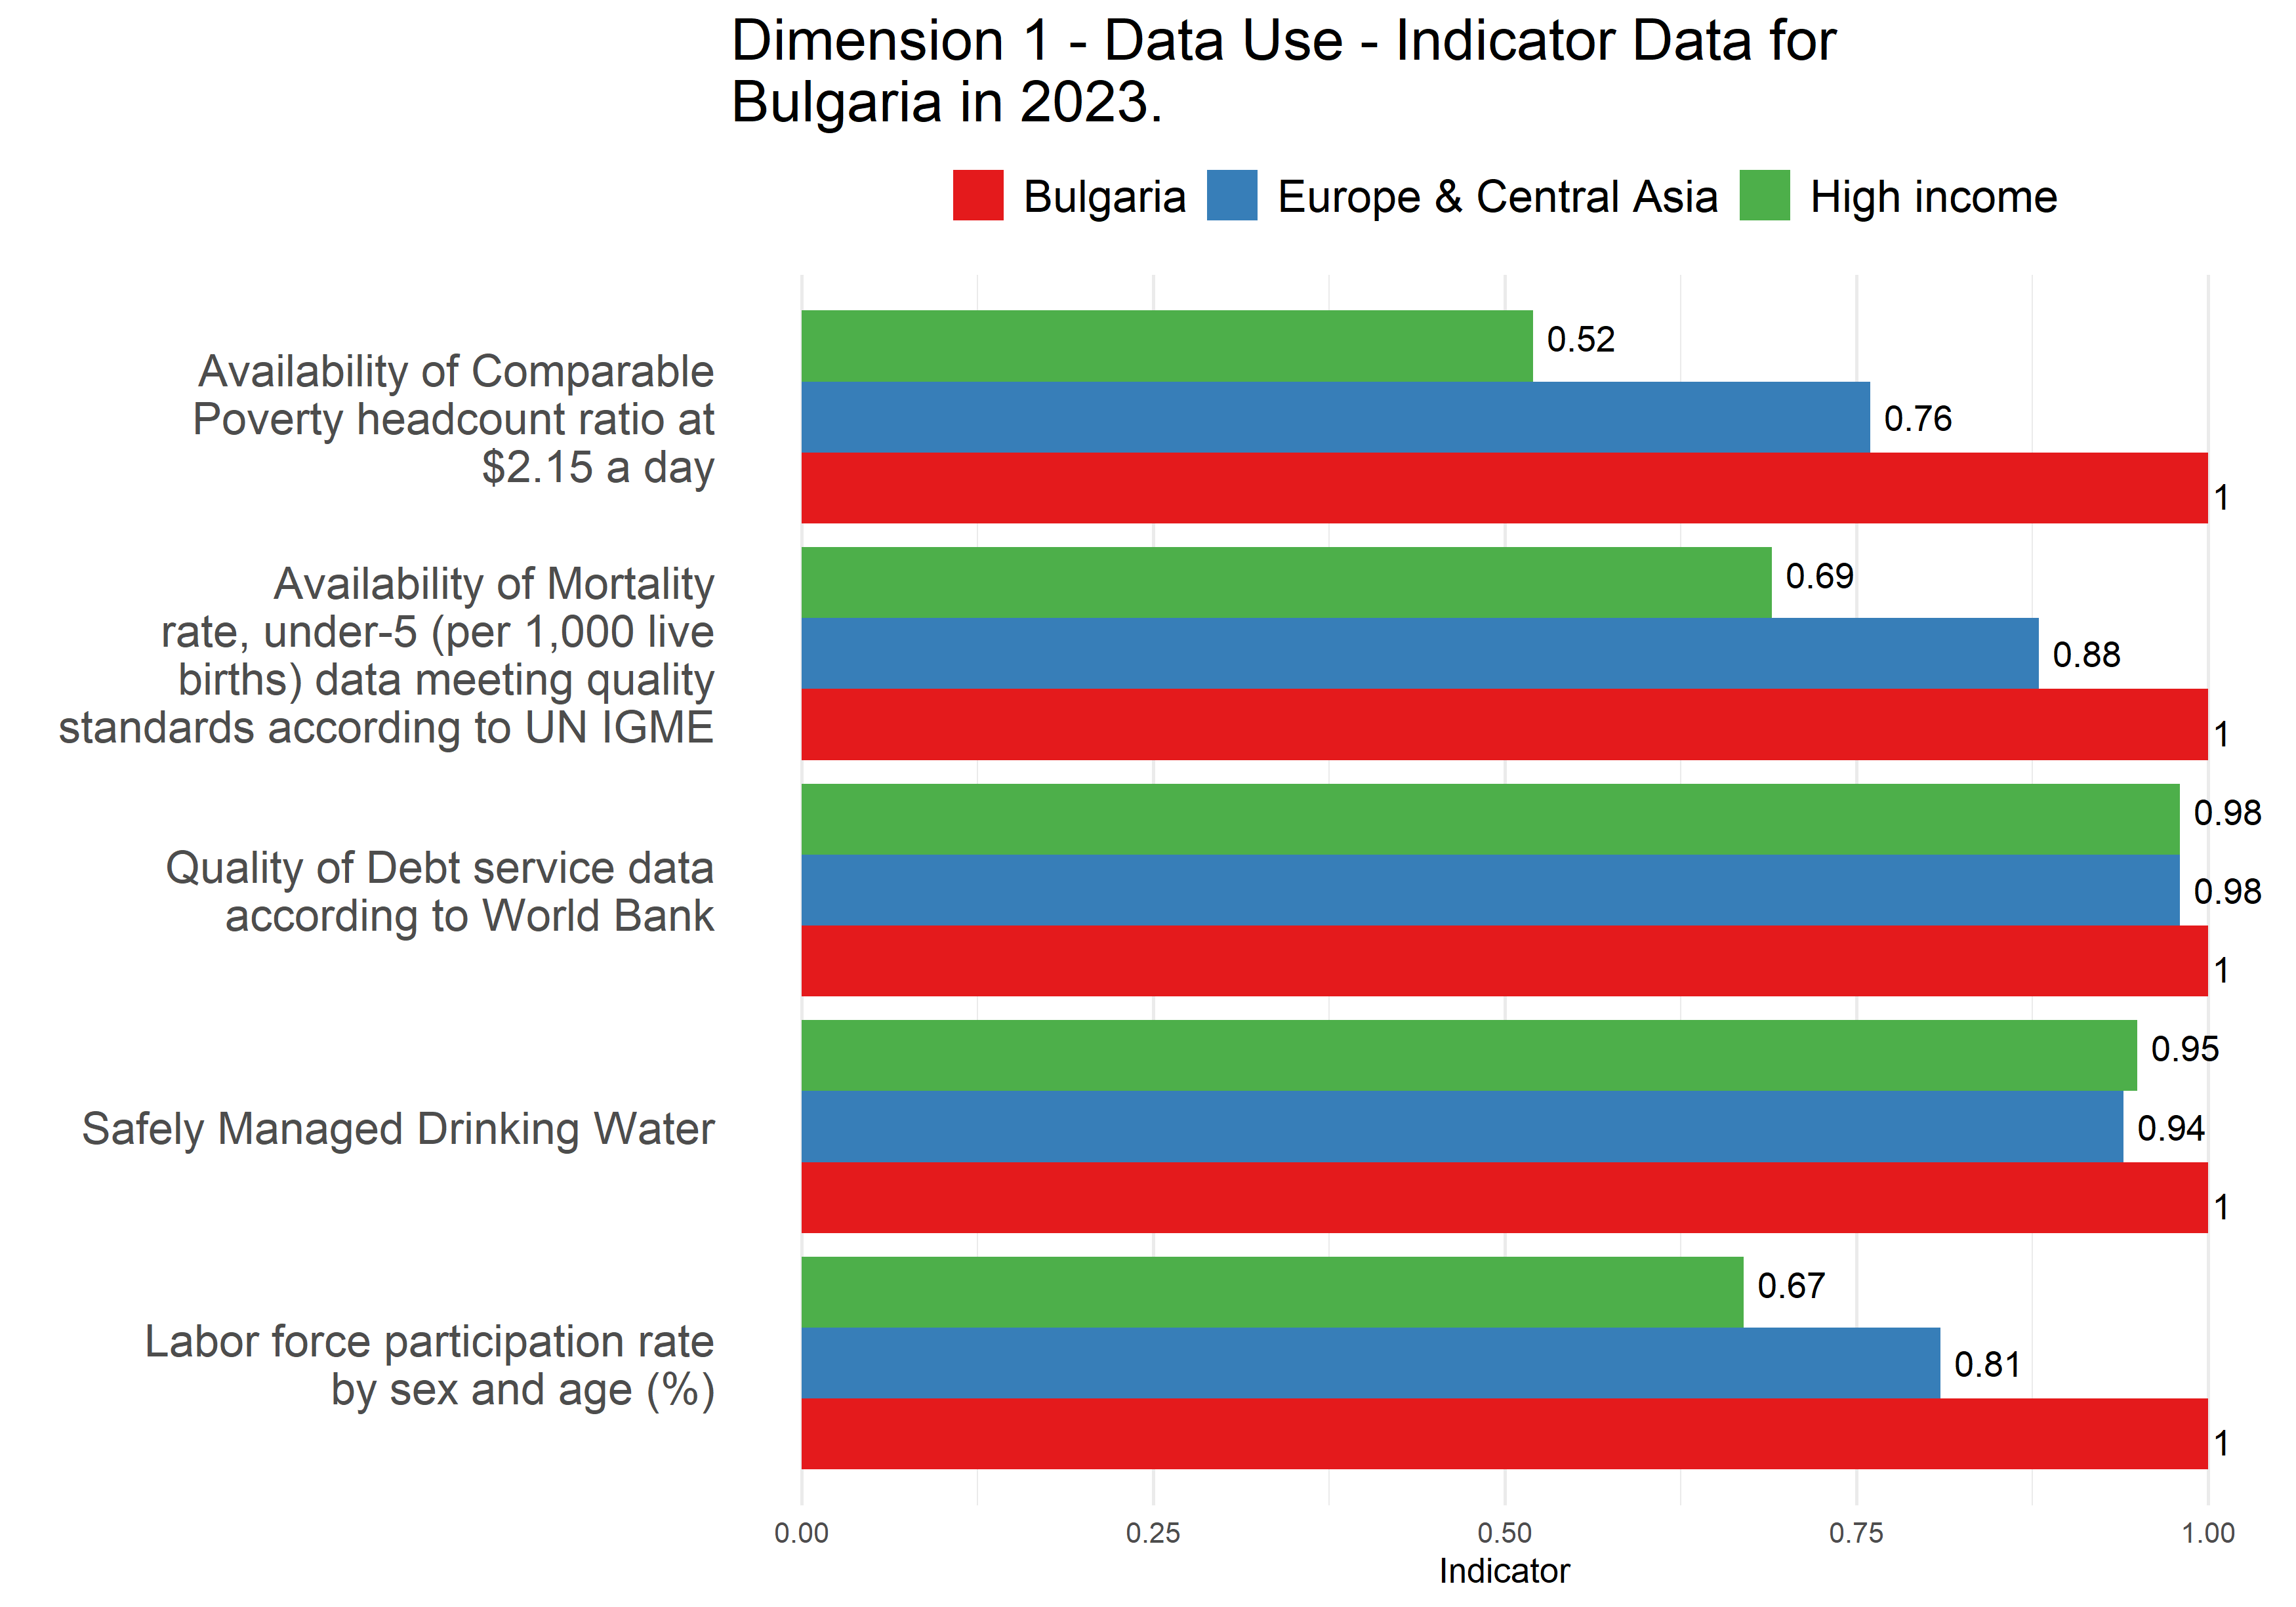 Dimension 1 - Data Use - Indicator Data for
Bulgaria in 2023.
Bulgaria Europe & Central Asia High income
Availability of Comparable
Poverty headcount ratio at
$2.15 a day
0.52
0.76
1
Availability of Mortality
rate, under-5 (per 1,000 live
births) data meeting quality
standards according to UN IGME
0.69
0.88
1
Quality of Debt service data
according to World Bank
0.98
0.98
1
Safely Managed Drinking Water
0.95
0.94
1
Labor force participation rate
by sex and age (%)
0.67
0.81
1
0.00 0.25 0.50 0.75 1.00
Indicator